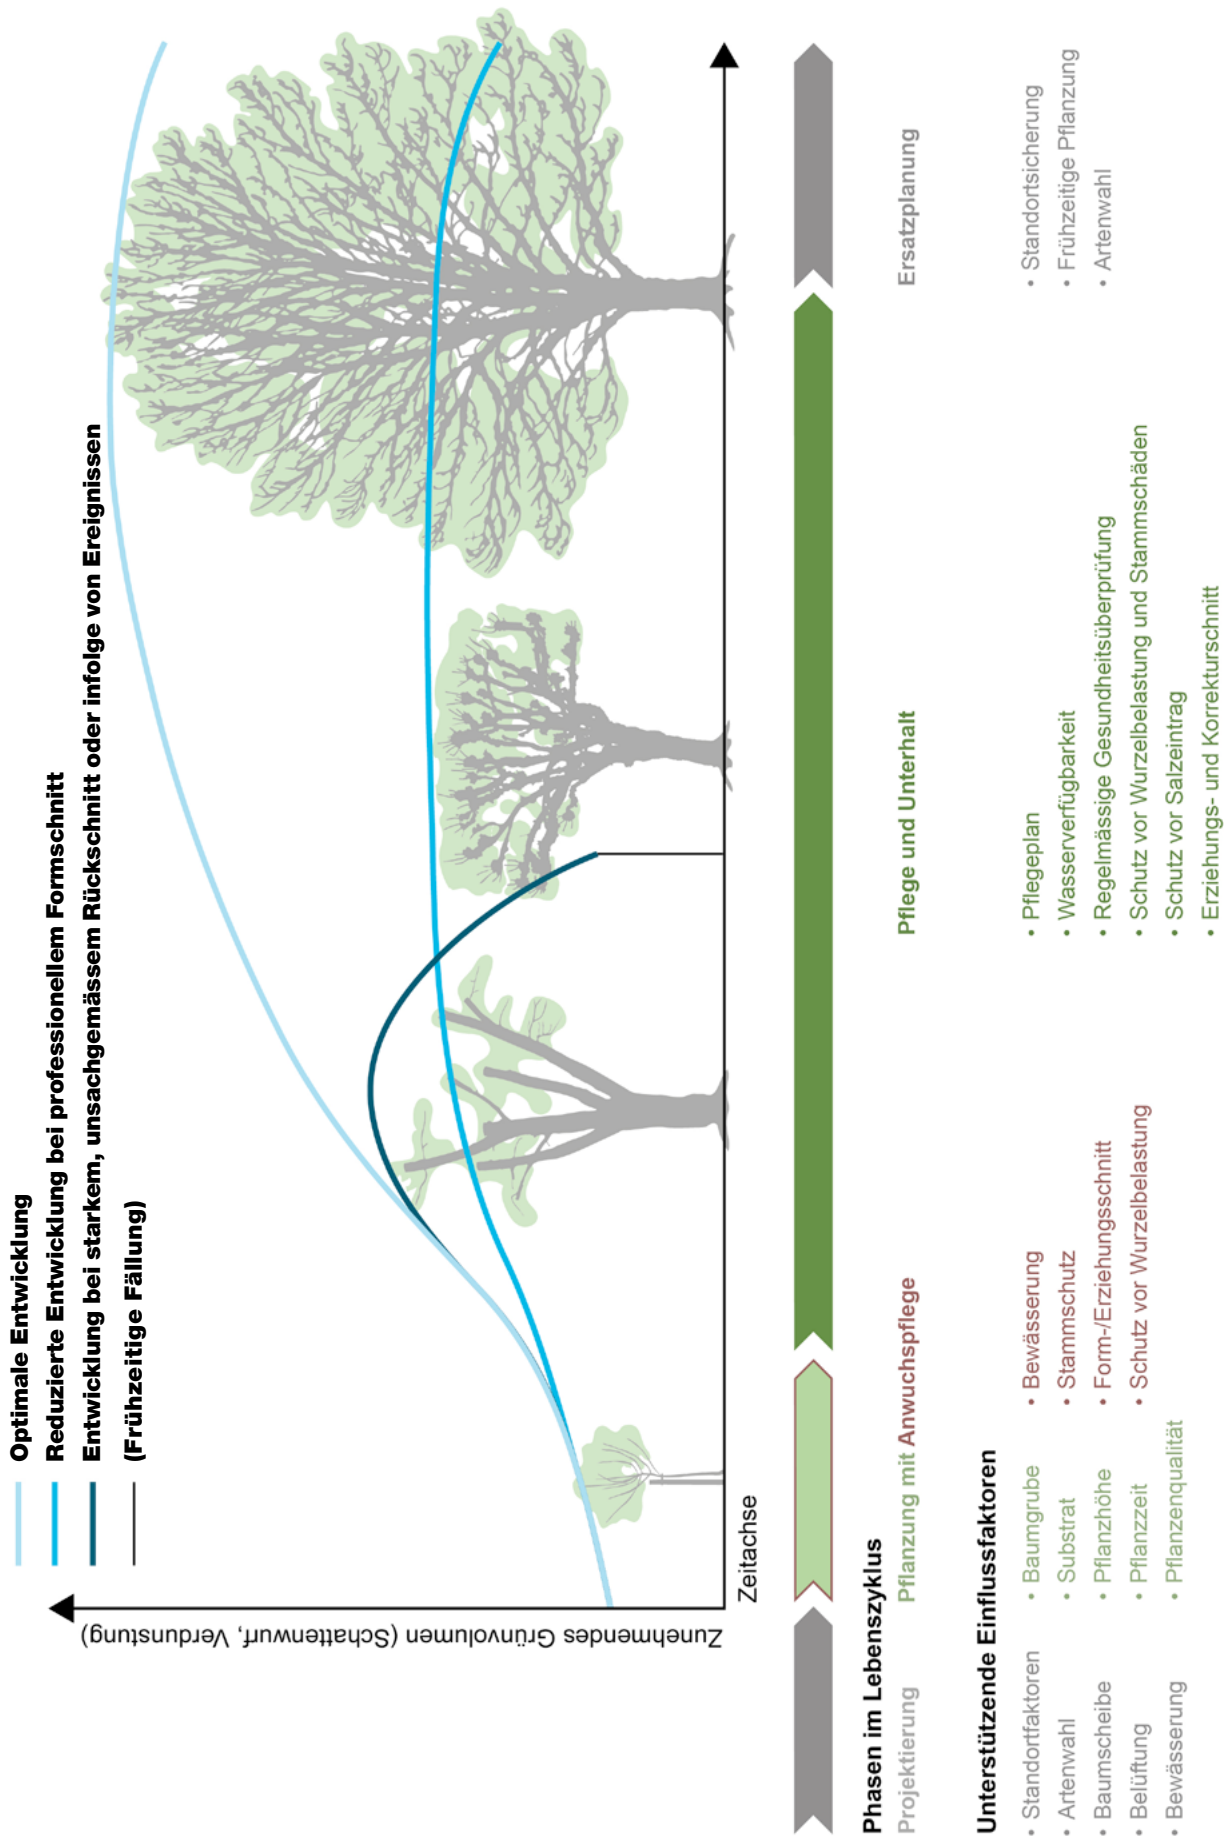 Optimale Entwicklung
Reduzierte Entwicklung bei professionellem Formschnitt
Entwicklung bei starkem, unsachgemässem Rückschnitt oder infolge von Ereignissen
(Frühzeitige Fällung)
Zunehmendes Grünvolumen (Schattenwurf, Verdunstung)
Zeitachse
Phasen im Lebenszyklus
Projektierung
Pflanzung mit Anwuchspflege
Pflege und Unterhalt
Ersatzplanung
Unterstützende Einflussfaktoren
• Standortfaktoren
• Artenwahl
• Baumscheibe
• Belüftung
• Bewässerung
• Baumgrube
• Substrat
• Pflanzhöhe
• Pflanzzeit
• Pflanzenqualität
• Bewässerung
• Stammschutz
• Form-/Erziehungsschnitt
• Schutz vor Wurzelbelastung
• Pflegeplan
• Wasserverfügbarkeit
• Regelmässige Gesundheitsüberprüfung
• Schutz vor Wurzelbelastung und Stammschäden
• Schutz vor Salzeintrag
• Erziehungs- und Korrekturschnitt
• Standortsicherung
• Frühzeitige Pflanzung
• Artenwahl